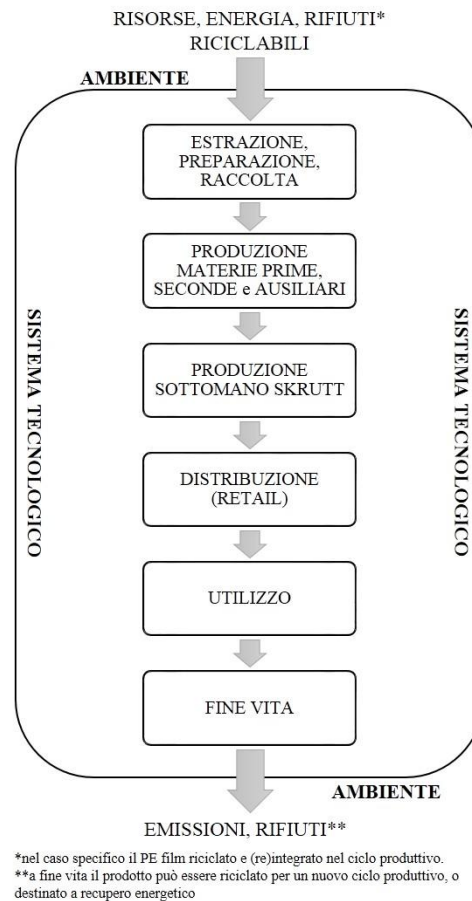 RISORSE, ENERGIA, RIFIUTI*
RICICLABILI
AMBIENTE
ESTRAZIONE,
PREPARAZIONE,
RACCOLTA
PRODUZIONE
MATERIE PRIME,
SECONDE e AUSILIARI
SISTEMA TECNOLOGICO
SISTEMA TECNOLOGICO
PRODUZIONE
SOTTOMANO SKRUTT
DISTRIBUZIONE
(RETAIL)
UTILIZZO
FINE VITA
AMBIENTE
EMISSIONI, RIFIUTI**
*nel caso specifico il PE film riciclato e (re)integrato nel ciclo produttivo.
**a fine vita il prodotto può essere riciclato per un nuovo ciclo produttivo, o
destinato a recupero energetico